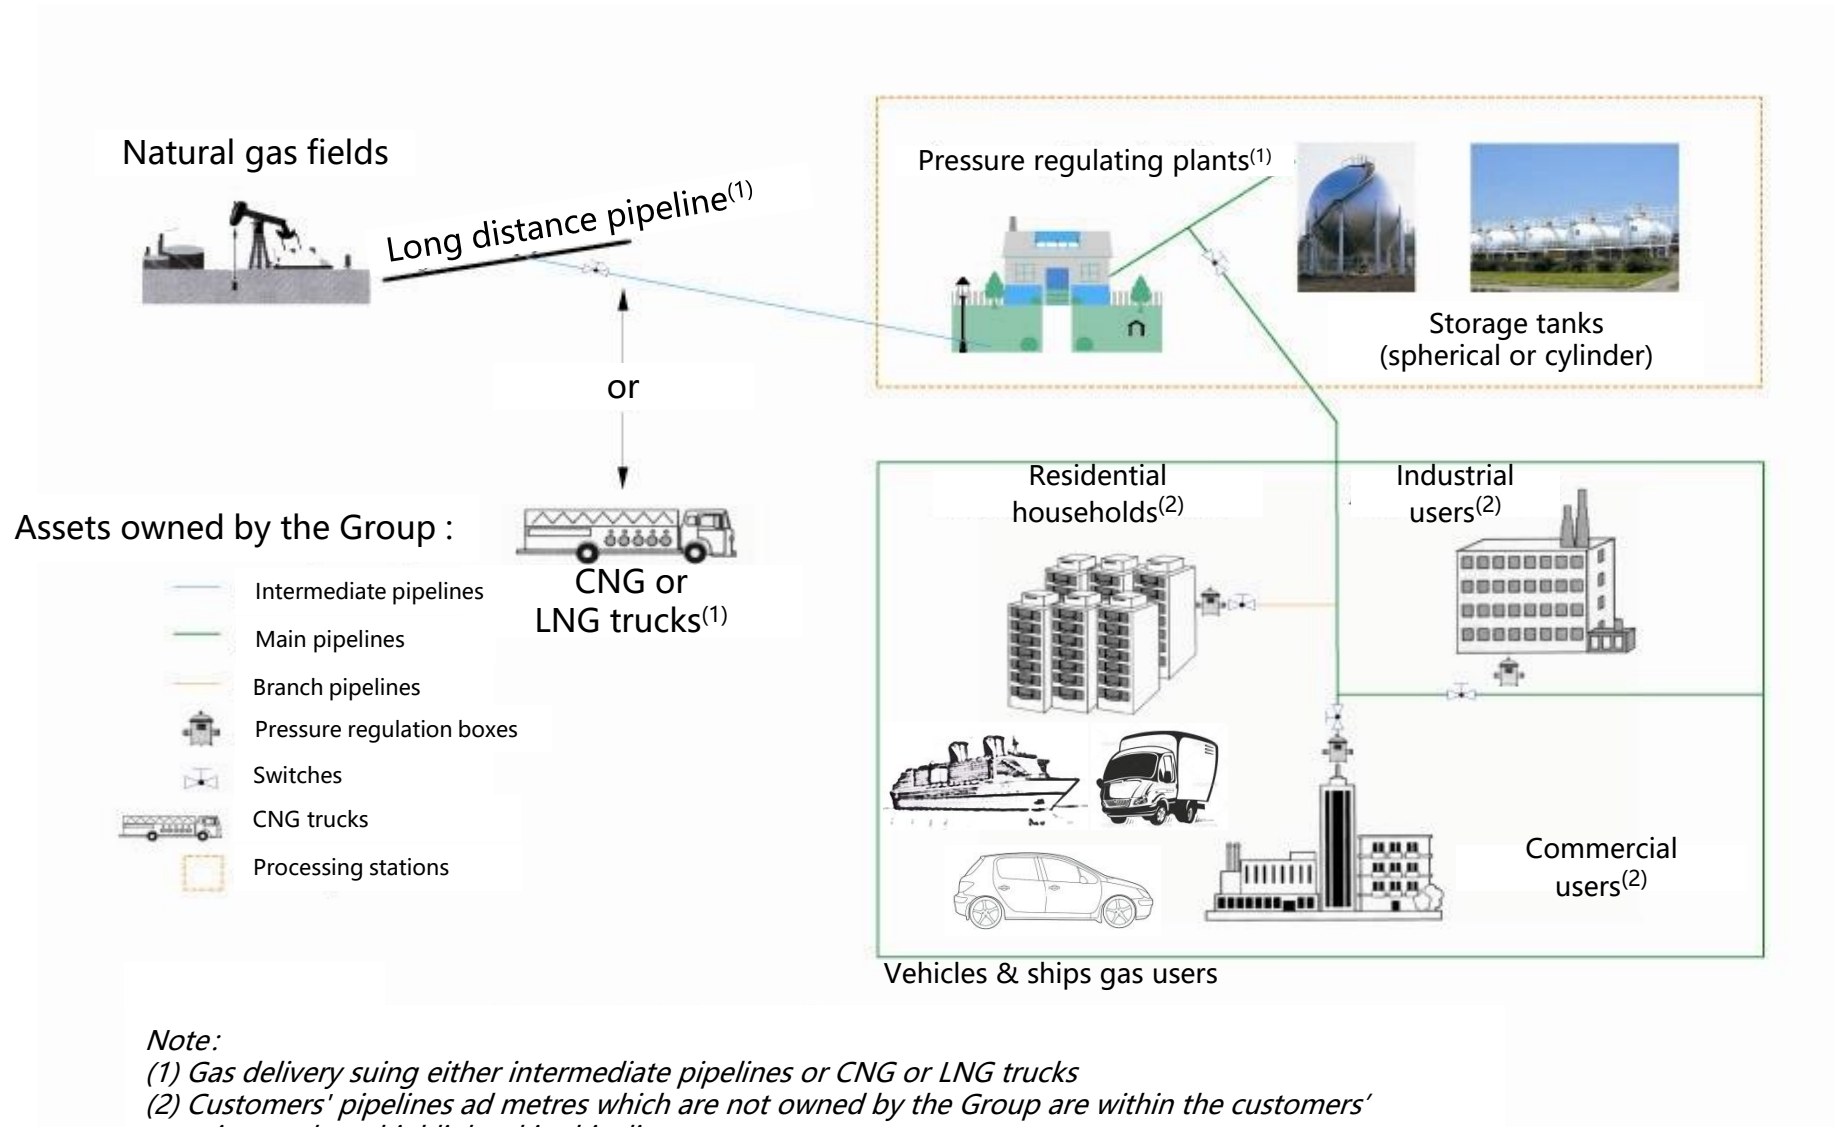 Natural gas fields
Long distance pipeline(1)
or
CNG or
LNG trucks(1)
Pressure regulating plants(1)
Storage tanks
(spherical or cylinder)
Residential
households(2)
Industrial
users(2)
Commercial
users(2)
Vehicles & ships gas users
Assets owned by the Group :
Intermediate pipelines
Main pipelines
Branch pipelines
Pressure regulation boxes
Switches
CNG trucks
Processing stations
Note:
(1) Gas delivery suing either intermediate pipelines or CNG or LNG trucks
(2) Customers' pipelines ad metres which are not owned by the Group are within the customers'